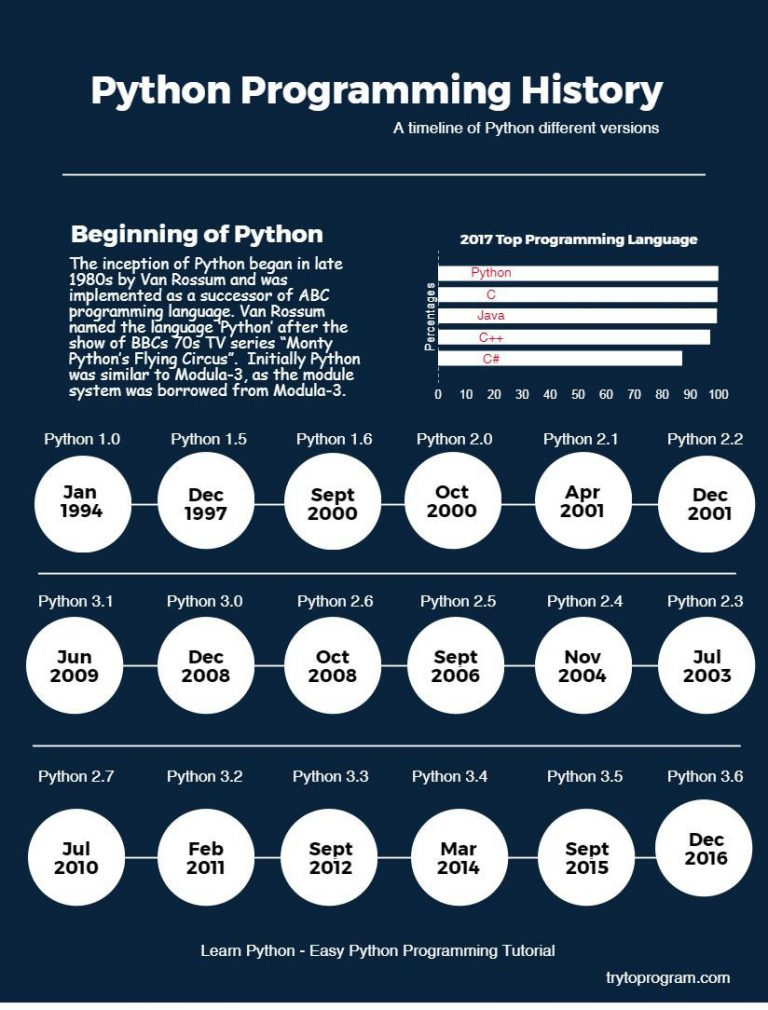 Python Programming History
A timeline of Python different versions
Beginning of Python
The inception of Python began in late
1980s by Van Rossum and was
implemented as a successor of ABC
programming language. Van Rossum
named the language ‘Python’ after the
show of BBCs 70s TV series “Monty
Python’s Flying Circus”. Initially Python
was similar to Modula-3, as the module
system was borrowed from Modula-3.
2017 Top Programming Language
Percentages
Python
C
Java
C++
C#
0 10 20 30 40 50 60 70 80 90 100
Python 1.0 Python 1.5 Python 1.6 Python 2.0 Python 2.1 Python 2.2
Jan Dec Sept Oct Apr Dec
1994 1997 2000 2000 2001 2001
Python 3.1 Python 3.0 Python 2.6 Python 2.5 Python 2.4 Python 2.3
Jun Dec Oct Sept Nov Jul
2009 2008 2008 2006 2004 2003
Python 2.7 Python 3.2 Python 3.3 Python 3.4 Python 3.5 Python 3.6
Jul Feb Sept Mar Sept Dec
2010 2011 2012 2014 2015 2016
Learn Python - Easy Python Programming Tutorial
trytoprogram.com